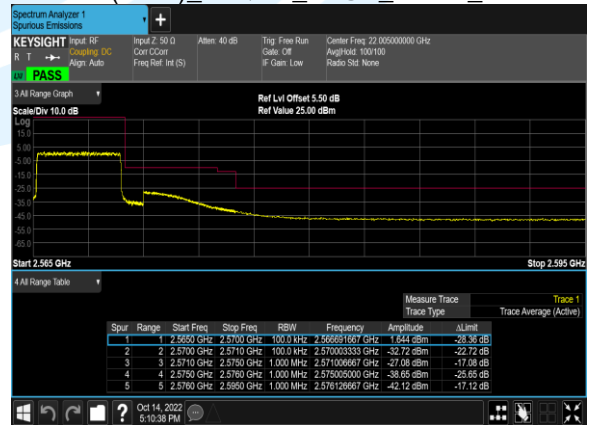 Spectrum Analyzer 1
Spurious Emissions
KEYSIGHT Input: RF Input Z: 50 Ω Atten: 40 dB Trig: Free Run Center Freq: 22.005000000 GHz
R T Coupling: DC Corr CCorr Gate: Off Avg|Hold: 100/100
Align: Auto Freq Ref: Int (S) IF Gain: Low Radio Std: None
PASS
3 All Range Graph
Ref Lvl Offset 5.50 dB
Scale/Div 10.0 dB Ref Value 25.00 dBm
Log
15.0
5.00
-5.00
-15.0
-25.0
-35.0
-45.0
-55.0
-65.0
Start 2.565 GHz Stop 2.595 GHz
4 All Range Table
Measure Trace Trace 1
Trace Type Trace Average (Active)
Spur Range Start Freq Stop Freq RBW Frequency Amplitude ΔLimit
1 1 2.5650 GHz 2.5700 GHz 100.0 kHz 2.566691667 GHz 1.644 dBm -28.36 dB
2 2 2.5700 GHz 2.5710 GHz 100.0 kHz 2.570003333 GHz -32.72 dBm -22.72 dB
3 3 2.5710 GHz 2.5750 GHz 1.000 MHz 2.571006667 GHz -27.08 dBm -17.08 dB
4 4 2.5750 GHz 2.5760 GHz 1.000 MHz 2.575005000 GHz -38.65 dBm -25.65 dB
5 5 2.5760 GHz 2.5950 GHz 1.000 MHz 2.576126667 GHz -42.12 dBm -17.12 dB
Oct 14, 2022
5:10:38 PM